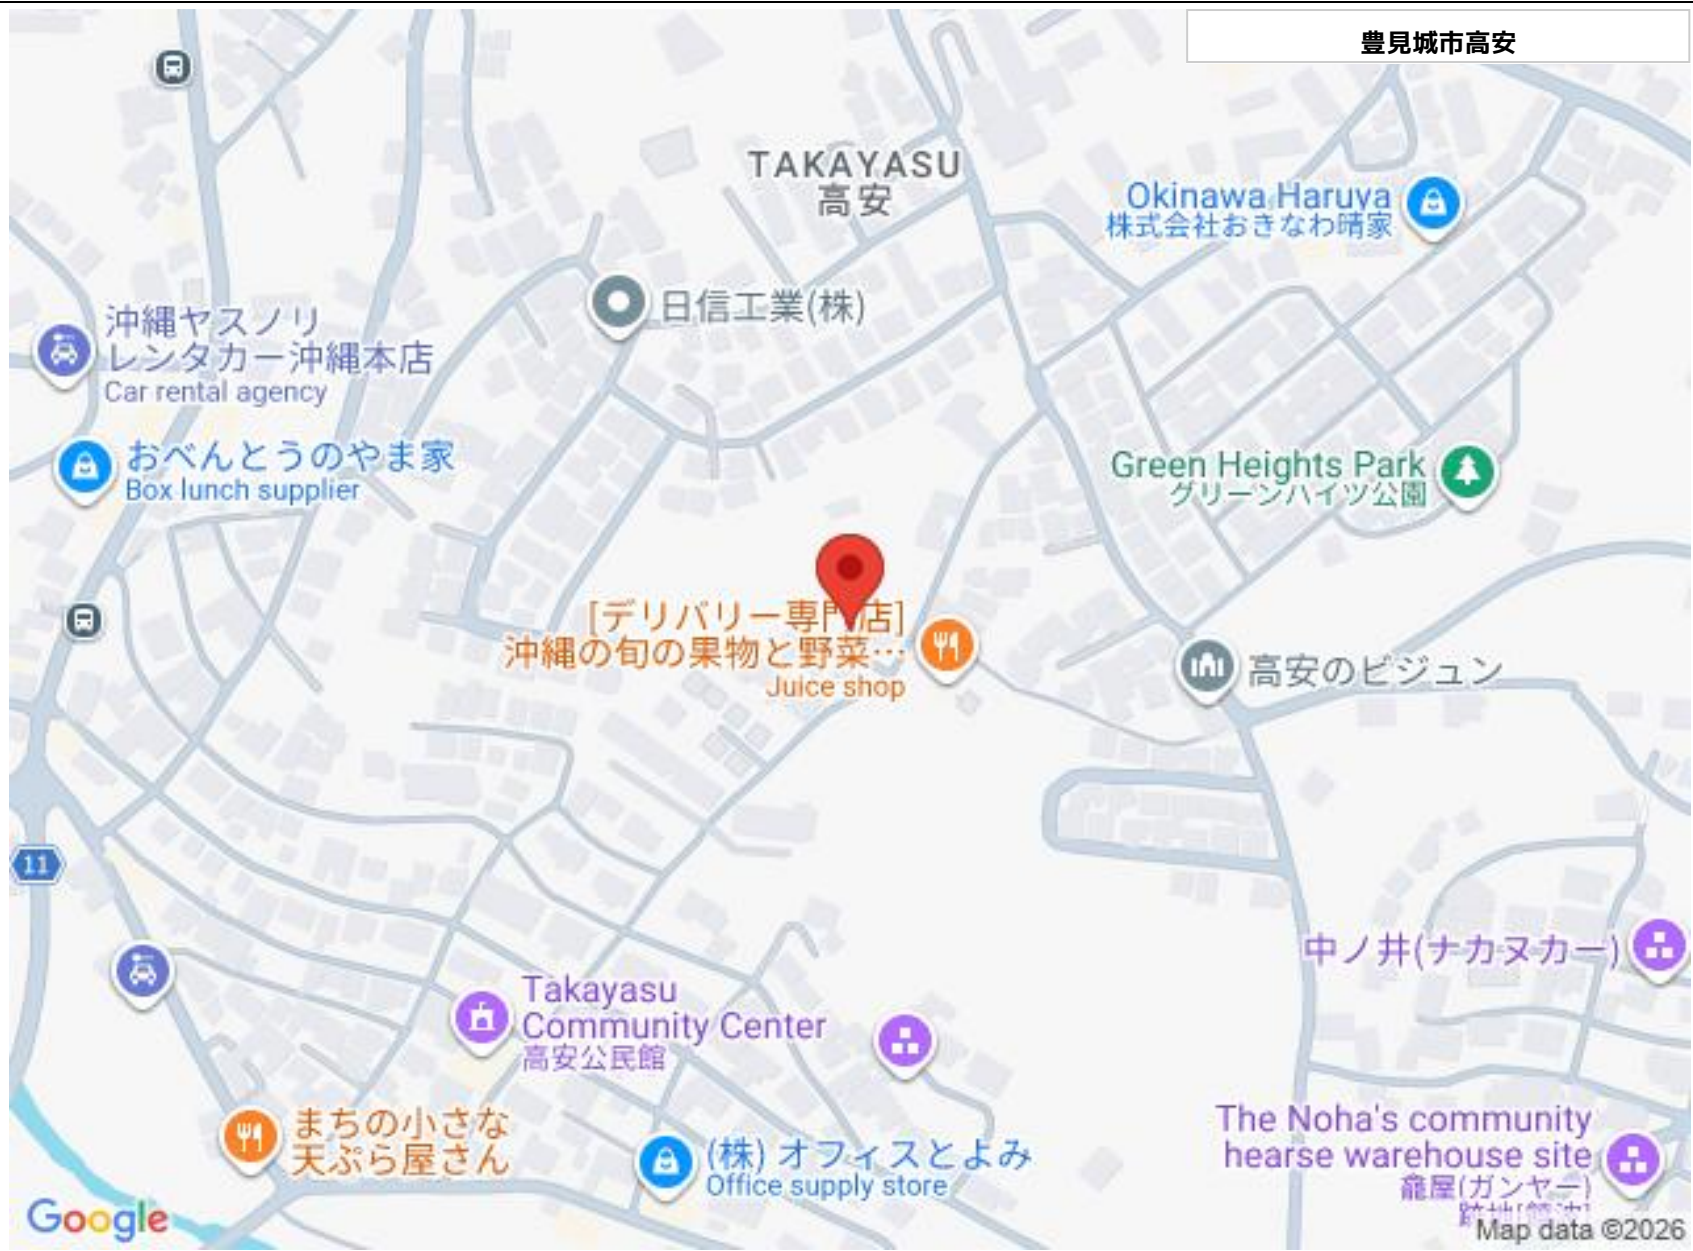 豊見城市高安
TAKAYASU
高安
Okinawa Haruya
株式会社おきなわ晴家
日信工業(株)
沖縄ヤスノリ
レンタカー沖縄本店
Car rental agency
おべんとうのやま家
Box lunch supplier
Green Heights Park
グリーンハイツ公園
[デリバリー専門店]
沖縄の旬の果物と野菜…
Juice shop
高安のビジュン
11
中ノ井(ナカヌカー)
Takayasu
Community Center
高安公民館
まちの小さな
天ぷら屋さん
(株) オフィスとよみ
Office supply store
The Noha's community
hearse warehouse site
龕屋(ガンヤー)
Google
Map data ©2026